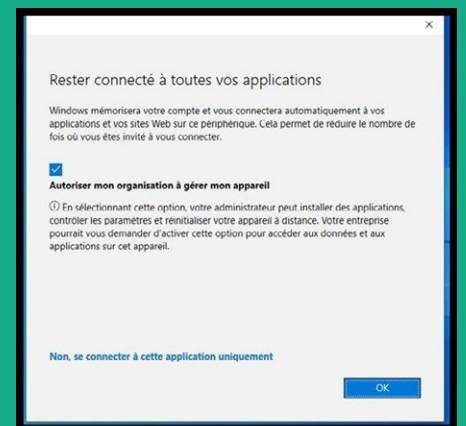 Rester connecté à toutes vos applications
Windows mémorisera votre compte et vous connectera automatiquement à vos
applications et vos sites Web sur ce périphérique. Cela permet de réduire le nombre de
fois où vous êtes invité à vous connecter.
Autoriser mon organisation à gérer mon appareil
En sélectionnant cette option, votre administrateur peut installer des applications,
contrôler les paramètres et réinitialiser votre appareil à distance. Votre entreprise
pourrait vous demander d'activer cette option pour accéder aux données et aux
applications sur cet appareil.
Non, se connecter à cette application uniquement
OK